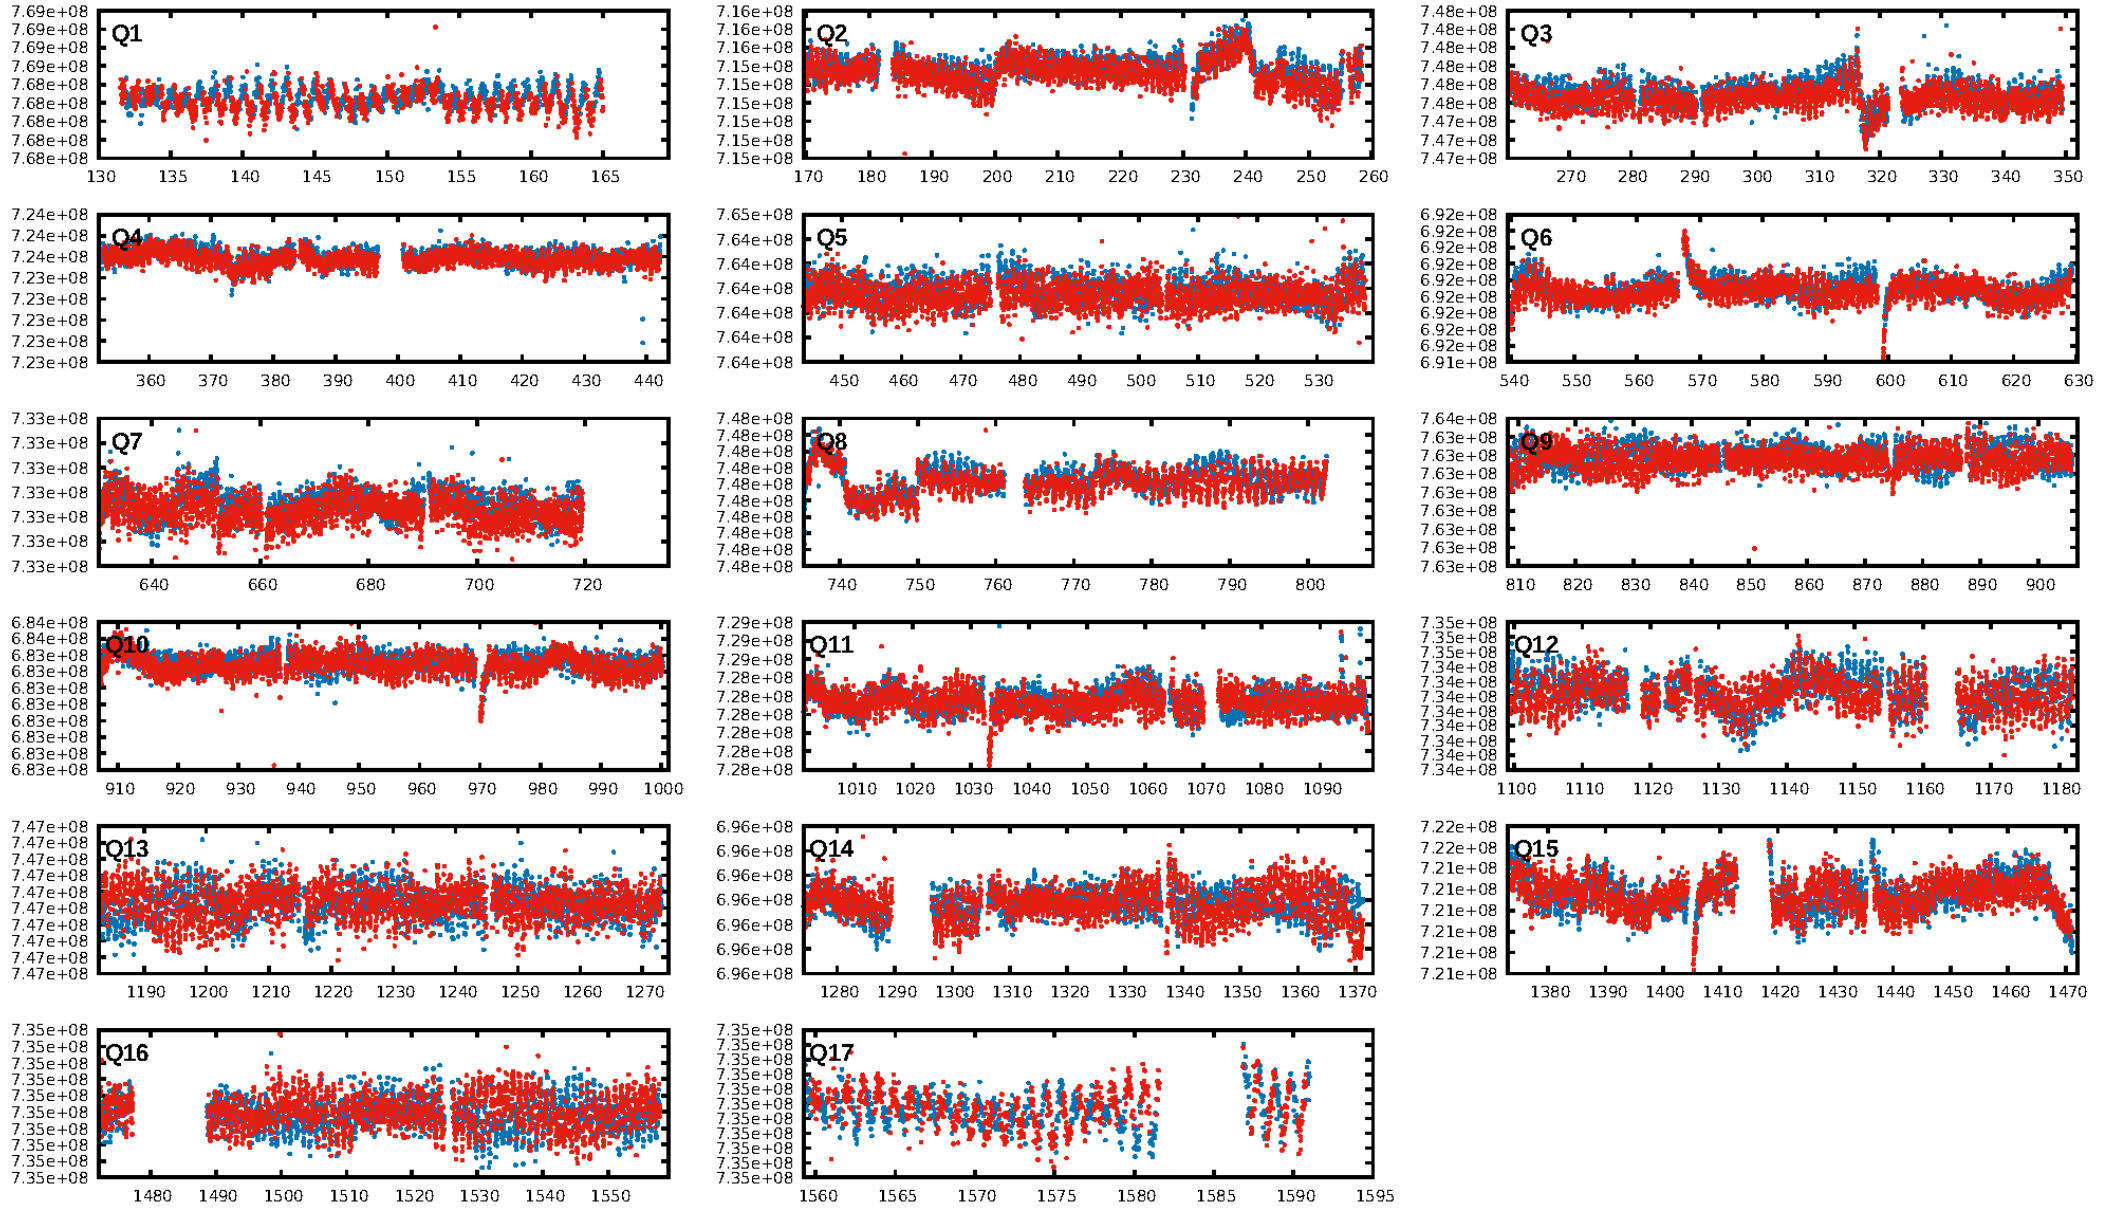 7.69e+08
7.69e+08
7.69e+08
7.69e+08
7.68e+08
7.68e+08
7.68e+08
7.68e+08
7.68e+08
Q1
130 135 140 145 150 155 160 165
7.16e+08
7.16e+08
7.16e+08
7.15e+08
7.15e+08
7.15e+08
7.15e+08
7.15e+08
7.15e+08
Q2
170 180 190 200 210 220 230 240 250 260
7.48e+08
7.48e+08
7.48e+08
7.48e+08
7.48e+08
7.48e+08
7.47e+08
7.47e+08
7.47e+08
Q3
270 280 290 300 310 320 330 340 350
7.24e+08
7.24e+08
7.24e+08
7.23e+08
7.23e+08
7.23e+08
7.23e+08
7.23e+08
Q4
360 370 380 390 400 410 420 430 440
7.65e+08
7.64e+08
7.64e+08
7.64e+08
7.64e+08
7.64e+08
7.64e+08
Q5
450 460 470 480 490 500 510 520 530
6.92e+08
6.92e+08
6.92e+08
6.92e+08
6.92e+08
6.92e+08
6.92e+08
6.92e+08
6.92e+08
6.91e+08
Q6
540 550 560 570 580 590 600 610 620 630
7.33e+08
7.33e+08
7.33e+08
7.33e+08
7.33e+08
7.33e+08
7.33e+08
Q7
640 660 680 700 720
7.48e+08
7.48e+08
7.48e+08
7.48e+08
7.48e+08
7.48e+08
7.48e+08
7.48e+08
7.48e+08
7.48e+08
Q8
740 750 760 770 780 790 800
7.64e+08
7.63e+08
7.63e+08
7.63e+08
7.63e+08
7.63e+08
7.63e+08
7.63e+08
7.63e+08
Q9
810 820 830 840 850 860 870 880 890 900
6.84e+08
6.84e+08
6.83e+08
6.83e+08
6.83e+08
6.83e+08
6.83e+08
6.83e+08
6.83e+08
6.83e+08
Q10
910 920 930 940 950 960 970 980 990 1000
7.29e+08
7.29e+08
7.29e+08
7.28e+08
7.28e+08
7.28e+08
7.28e+08
7.28e+08
7.28e+08
Q11
1010 1020 1030 1040 1050 1060 1070 1080 1090
7.35e+08
7.35e+08
7.35e+08
7.34e+08
7.34e+08
7.34e+08
7.34e+08
7.34e+08
7.34e+08
7.34e+08
7.34e+08
Q12
1100 1110 1120 1130 1140 1150 1160 1170 1180
7.47e+08
7.47e+08
7.47e+08
7.47e+08
7.47e+08
7.47e+08
7.47e+08
7.47e+08
7.47e+08
7.47e+08
Q13
1190 1200 1210 1220 1230 1240 1250 1260 1270
6.96e+08
6.96e+08
6.96e+08
6.96e+08
6.96e+08
6.96e+08
6.96e+08
Q14
1280 1290 1300 1310 1320 1330 1340 1350 1360 1370
7.22e+08
7.22e+08
7.21e+08
7.21e+08
7.21e+08
7.21e+08
7.21e+08
7.21e+08
Q15
1380 1390 1400 1410 1420 1430 1440 1450 1460 1470
7.35e+08
7.35e+08
7.35e+08
7.35e+08
7.35e+08
7.35e+08
7.35e+08
7.35e+08
7.35e+08
7.35e+08
Q16
1480 1490 1500 1510 1520 1530 1540 1550
7.35e+08
7.35e+08
7.35e+08
7.35e+08
7.35e+08
7.35e+08
7.35e+08
7.35e+08
7.35e+08
7.35e+08
7.35e+08
Q17
1560 1565 1570 1575 1580 1585 1590 1595